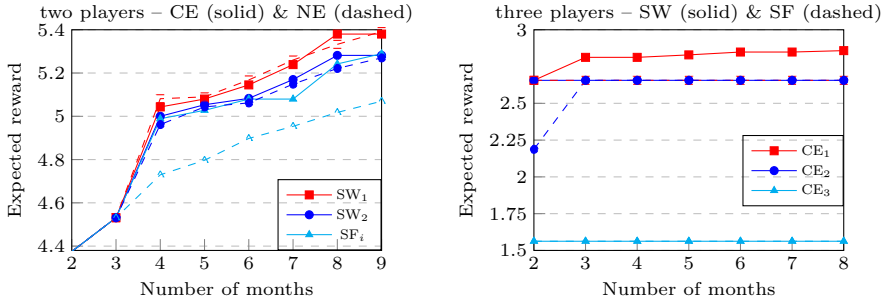 two players – CE (solid) & NE (dashed)
5.4
5.2
5
4.8
4.6
4.4
2 3 4 5 6 7 8 9
Expected reward
Number of months
SW1
SW2
SFi
three players – SW (solid) & SF (dashed)
3
2.75
2.5
2.25
2
1.75
1.5
2 3 4 5 6 7 8
Expected reward
Number of months
CE1
CE2
CE3